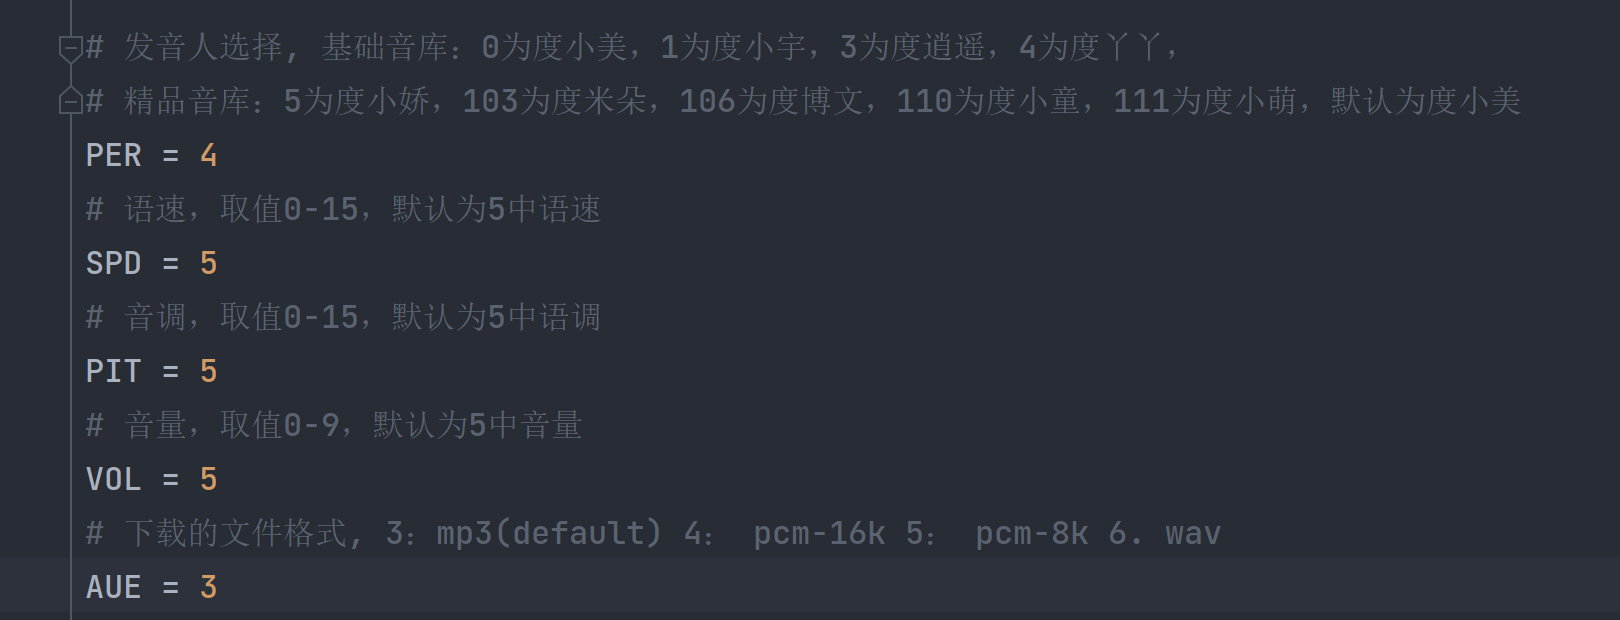 # 发音人选择, 基础音库：0为度小美，1为度小宇，3为度逍遥，4为度丫丫，
# 精品音库：5为度小娇，103为度米朵，106为度博文，110为度小童，111为度小萌，默认为度小美
PER = 4
# 语速，取值0-15，默认为5中语速
SPD = 5
# 音调，取值0-15，默认为5中语调
PIT = 5
# 音量，取值0-9，默认为5中音量
VOL = 5
# 下载的文件格式, 3：mp3(default) 4： pcm-16k 5： pcm-8k 6. wav
AUE = 3